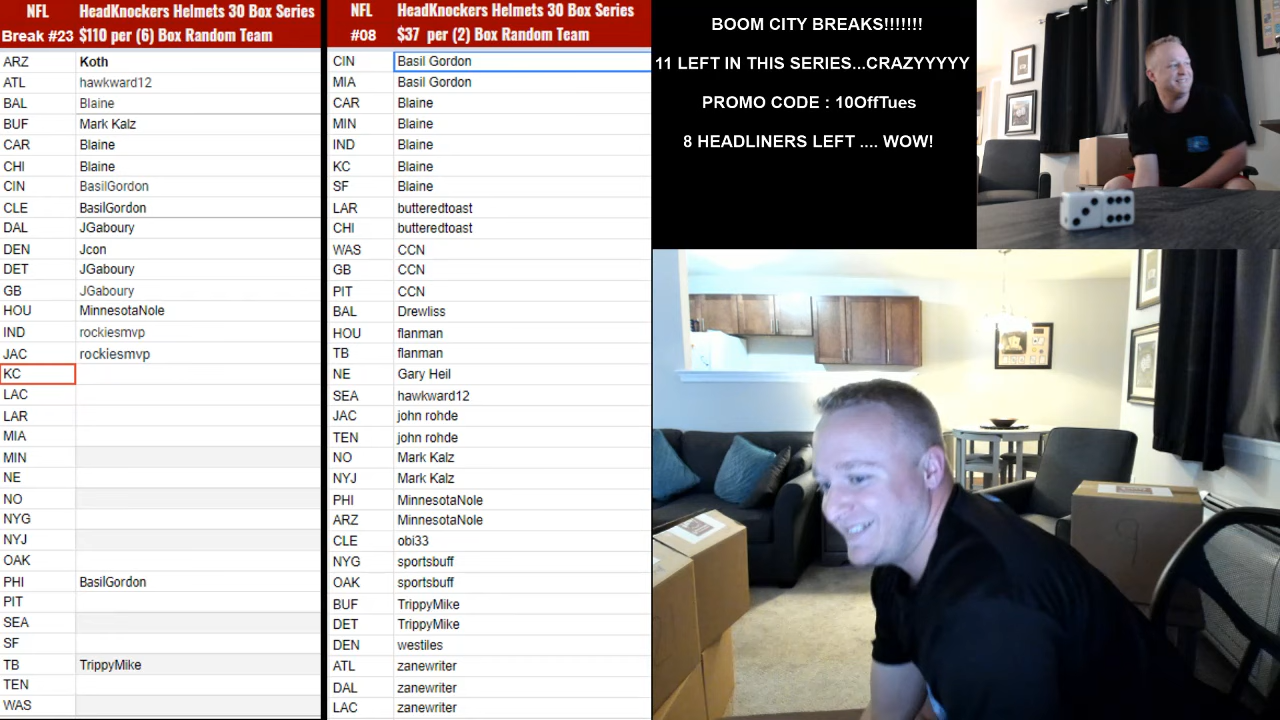 NFL HeadKnockers Helmets 30 Box Series
Break #23 $110 per (6) Box Random Team
ARZ Koth
ATL hawkward12
BAL Blaine
BUF Mark Kalz
CAR Blaine
CHI Blaine
CIN BasilGordon
CLE BasilGordon
DAL JGaboury
DEN Jcon
DET JGaboury
GB JGaboury
HOU MinnesotaNole
IND rockiesmvp
JAC rockiesmvp
KC
LAC
LAR
MIA
MIN
NE
NO
NYG
NYJ
OAK
PHI BasilGordon
PIT
SEA
SF
TB TrippyMike
TEN
WAS
NFL HeadKnockers Helmets 30 Box Series
#08 $37 per (2) Box Random Team
CIN Basil Gordon
MIA Basil Gordon
CAR Blaine
MIN Blaine
IND Blaine
KC Blaine
SF Blaine
LAR butteredtoast
CHI butteredtoast
WAS CCN
GB CCN
PIT CCN
BAL Drewliss
HOU flanman
TB flanman
NE Gary Heil
SEA hawkward12
JAC john rohde
TEN john rohde
NO Mark Kalz
NYJ Mark Kalz
PHI MinnesotaNole
ARZ MinnesotaNole
CLE obi33
NYG sportsbuff
OAK sportsbuff
BUF TrippyMike
DET TrippyMike
DEN westiles
ATL zanewriter
DAL zanewriter
LAC zanewriter
BOOM CITY BREAKS!!!!!!!
11 LEFT IN THIS SERIES...CRAZYYYYY
PROMO CODE : 10OffTues
8 HEADLINERS LEFT .... WOW!